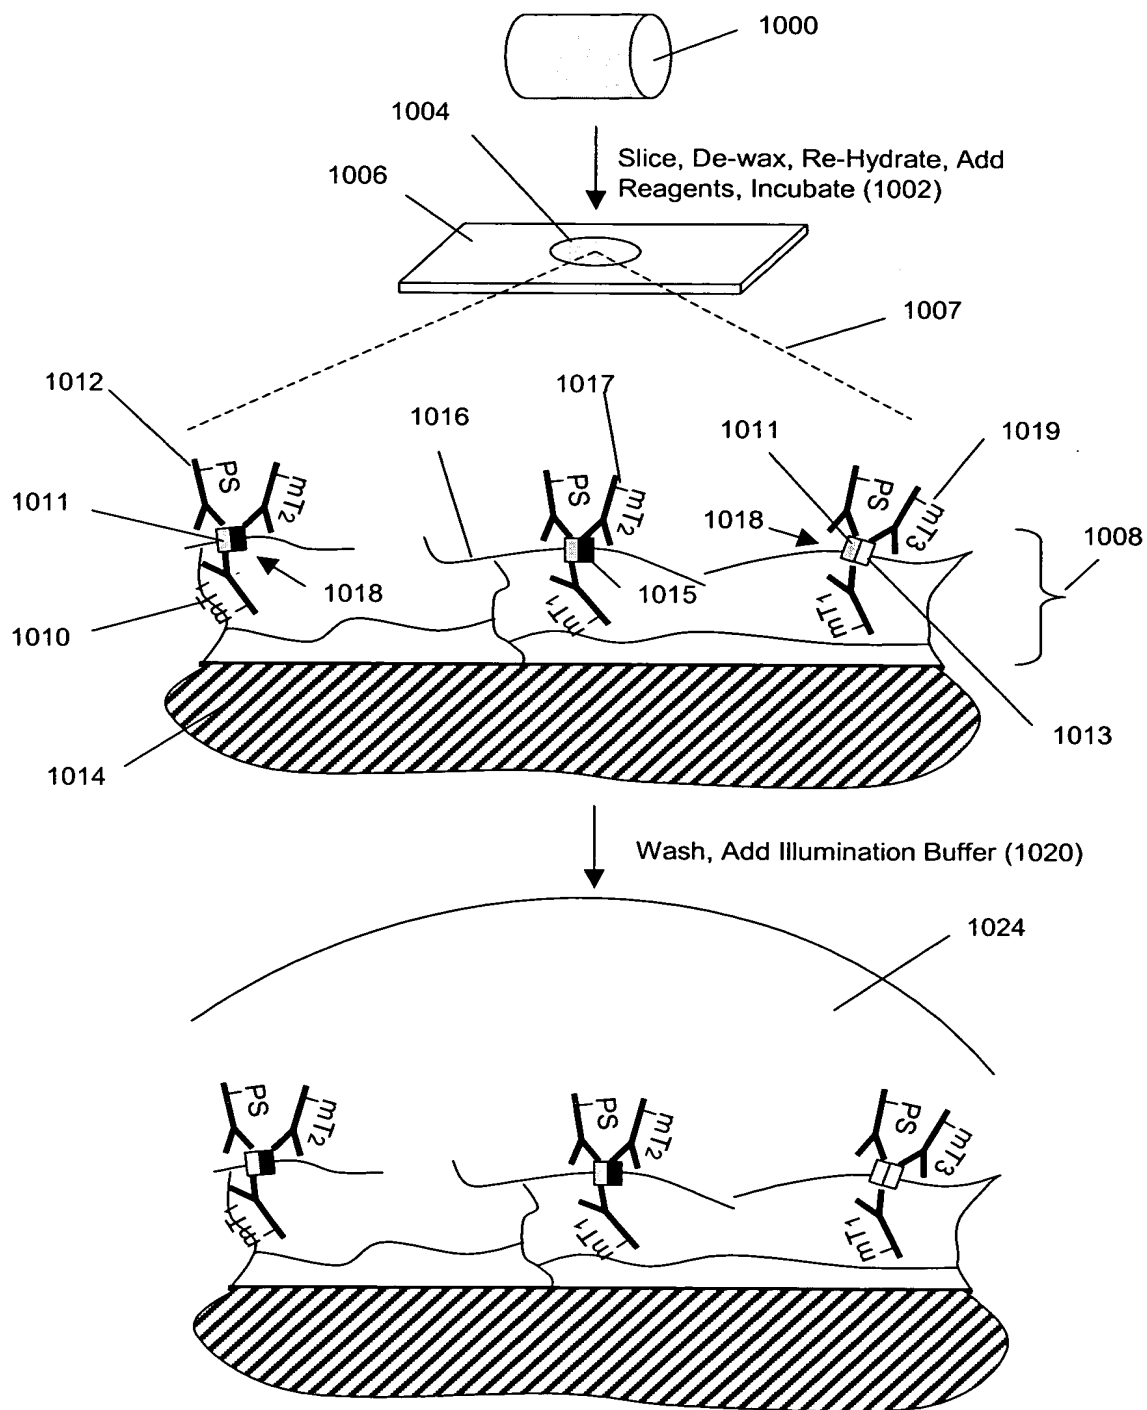 1000
1004
Slice, De-wax, Re-Hydrate, Add
Reagents, Incubate (1002)
1006
1007
1012
1017
1016
1011
1019
PS
mT2
PS
mT2
PS
mT3
1011
1018
1008
1018
1015
1010
mT1
mT1
mT1
1013
1014
Wash, Add Illumination Buffer (1020)
1024
PS
mT2
PS
mT2
PS
mT3
mT1
mT1
mT1